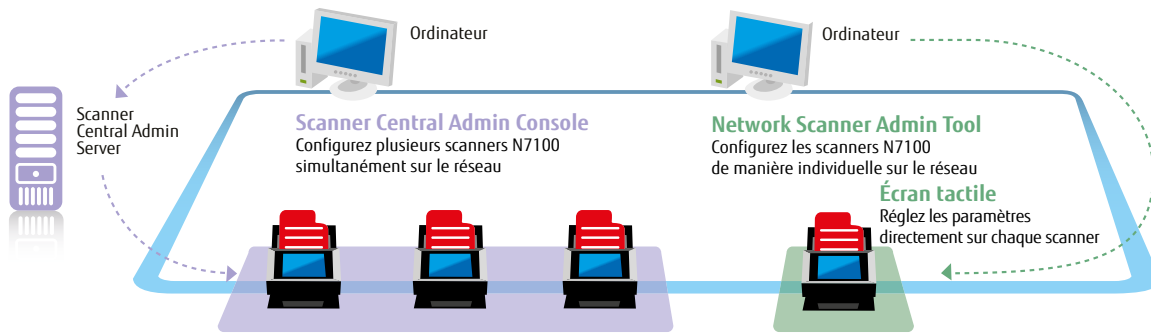 Ordinateur
Scanner
Central Admin
Server
Scanner Central Admin Console
Configurez plusieurs scanners N7100
simultanément sur le réseau
Ordinateur
Network Scanner Admin Tool
Configurez les scanners N7100
de manière individuelle sur le réseau
Écran tactile
Réglez les paramètres
directement sur chaque scanner